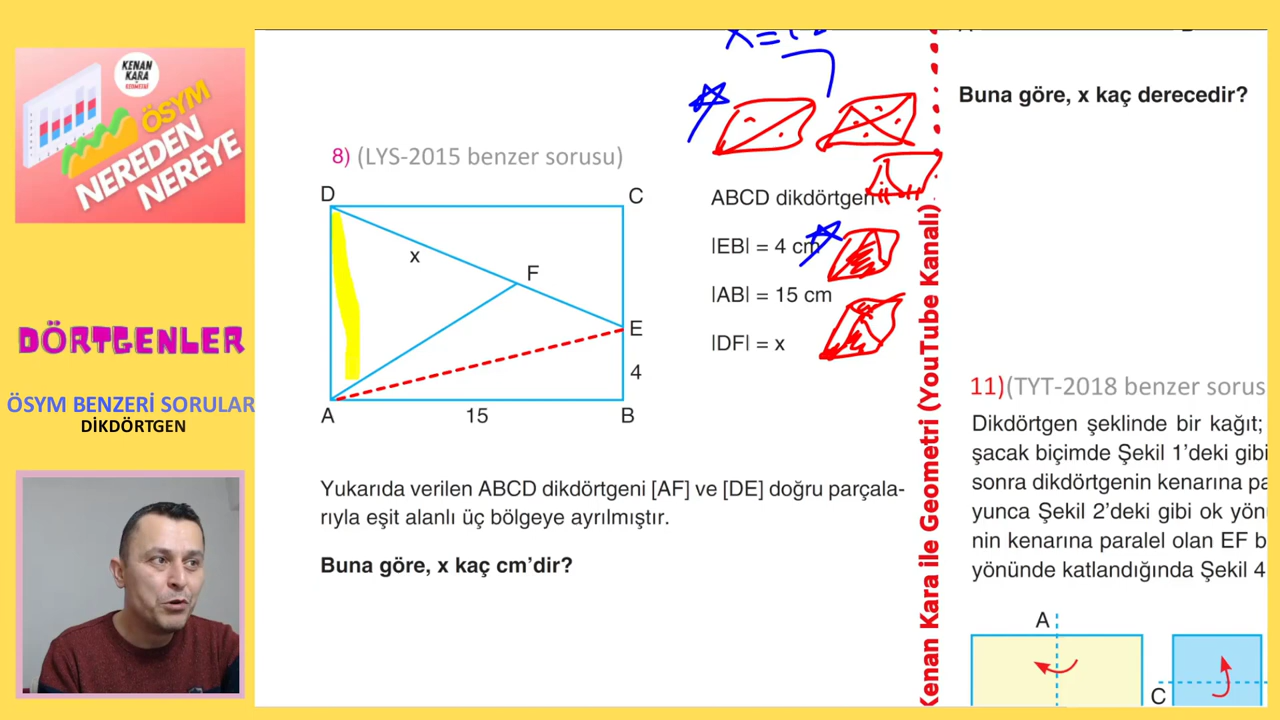 KENAN
KARA
ile
GEOMETRİ
ÖSYM
NEREDEN
NEREYE
DÖRTGENLER
ÖSYM BENZERİ SORULAR
DİKDÖRTGEN
8) (LYS-2015 benzer sorusu)
D
C
x
F
E
4
A
15
B
ABCD dikdörtgen
|EB| = 4 cm
|AB| = 15 cm
|DF| = x
Yukarıda verilen ABCD dikdörtgeni [AF] ve [DE] doğru parçala-
rıyla eşit alanlı üç bölgeye ayrılmıştır.
Buna göre, x kaç cm'dir?
Kenan Kara ile Geometri (YouTube Kanalı)
Buna göre, x kaç derecedir?
11)(TYT-2018 benzer sorus
Dikdörtgen şeklinde bir kağıt;
şacak biçimde Şekil 1'deki gibi
sonra dikdörtgenin kenarına pa
yunca Şekil 2'deki gibi ok yön
nin kenarına paralel olan EF b
yönünde katlandığında Şekil 4
A
C